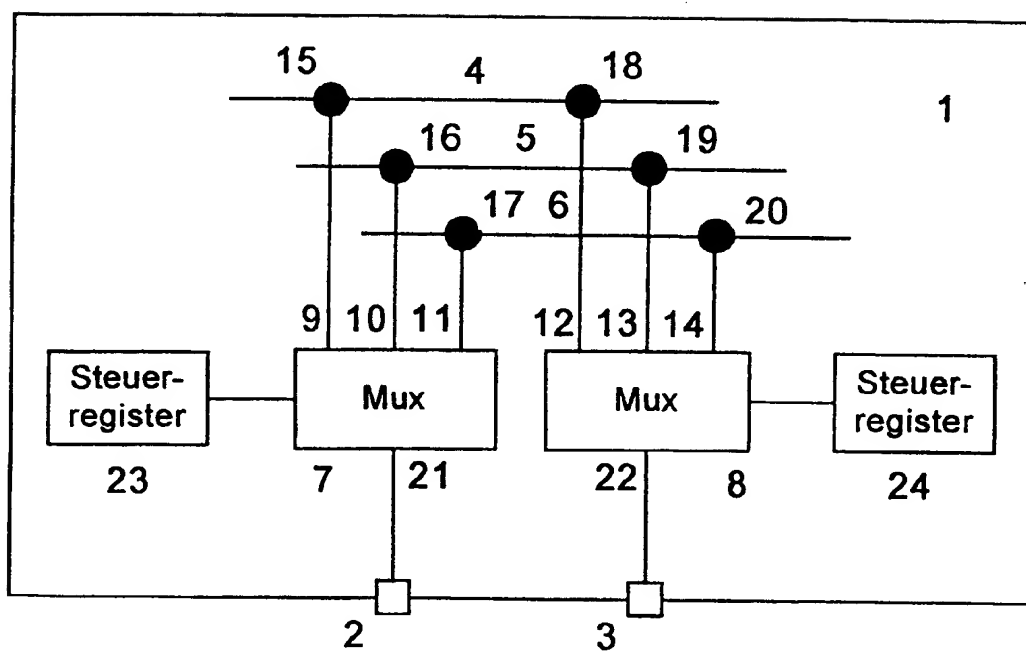 15 4 18
1
16 5 19
17 6 20
9 10 11 12 13 14
Steuer-
register
Mux
Mux
Steuer-
register
23 7 21 22 8 24
2 3